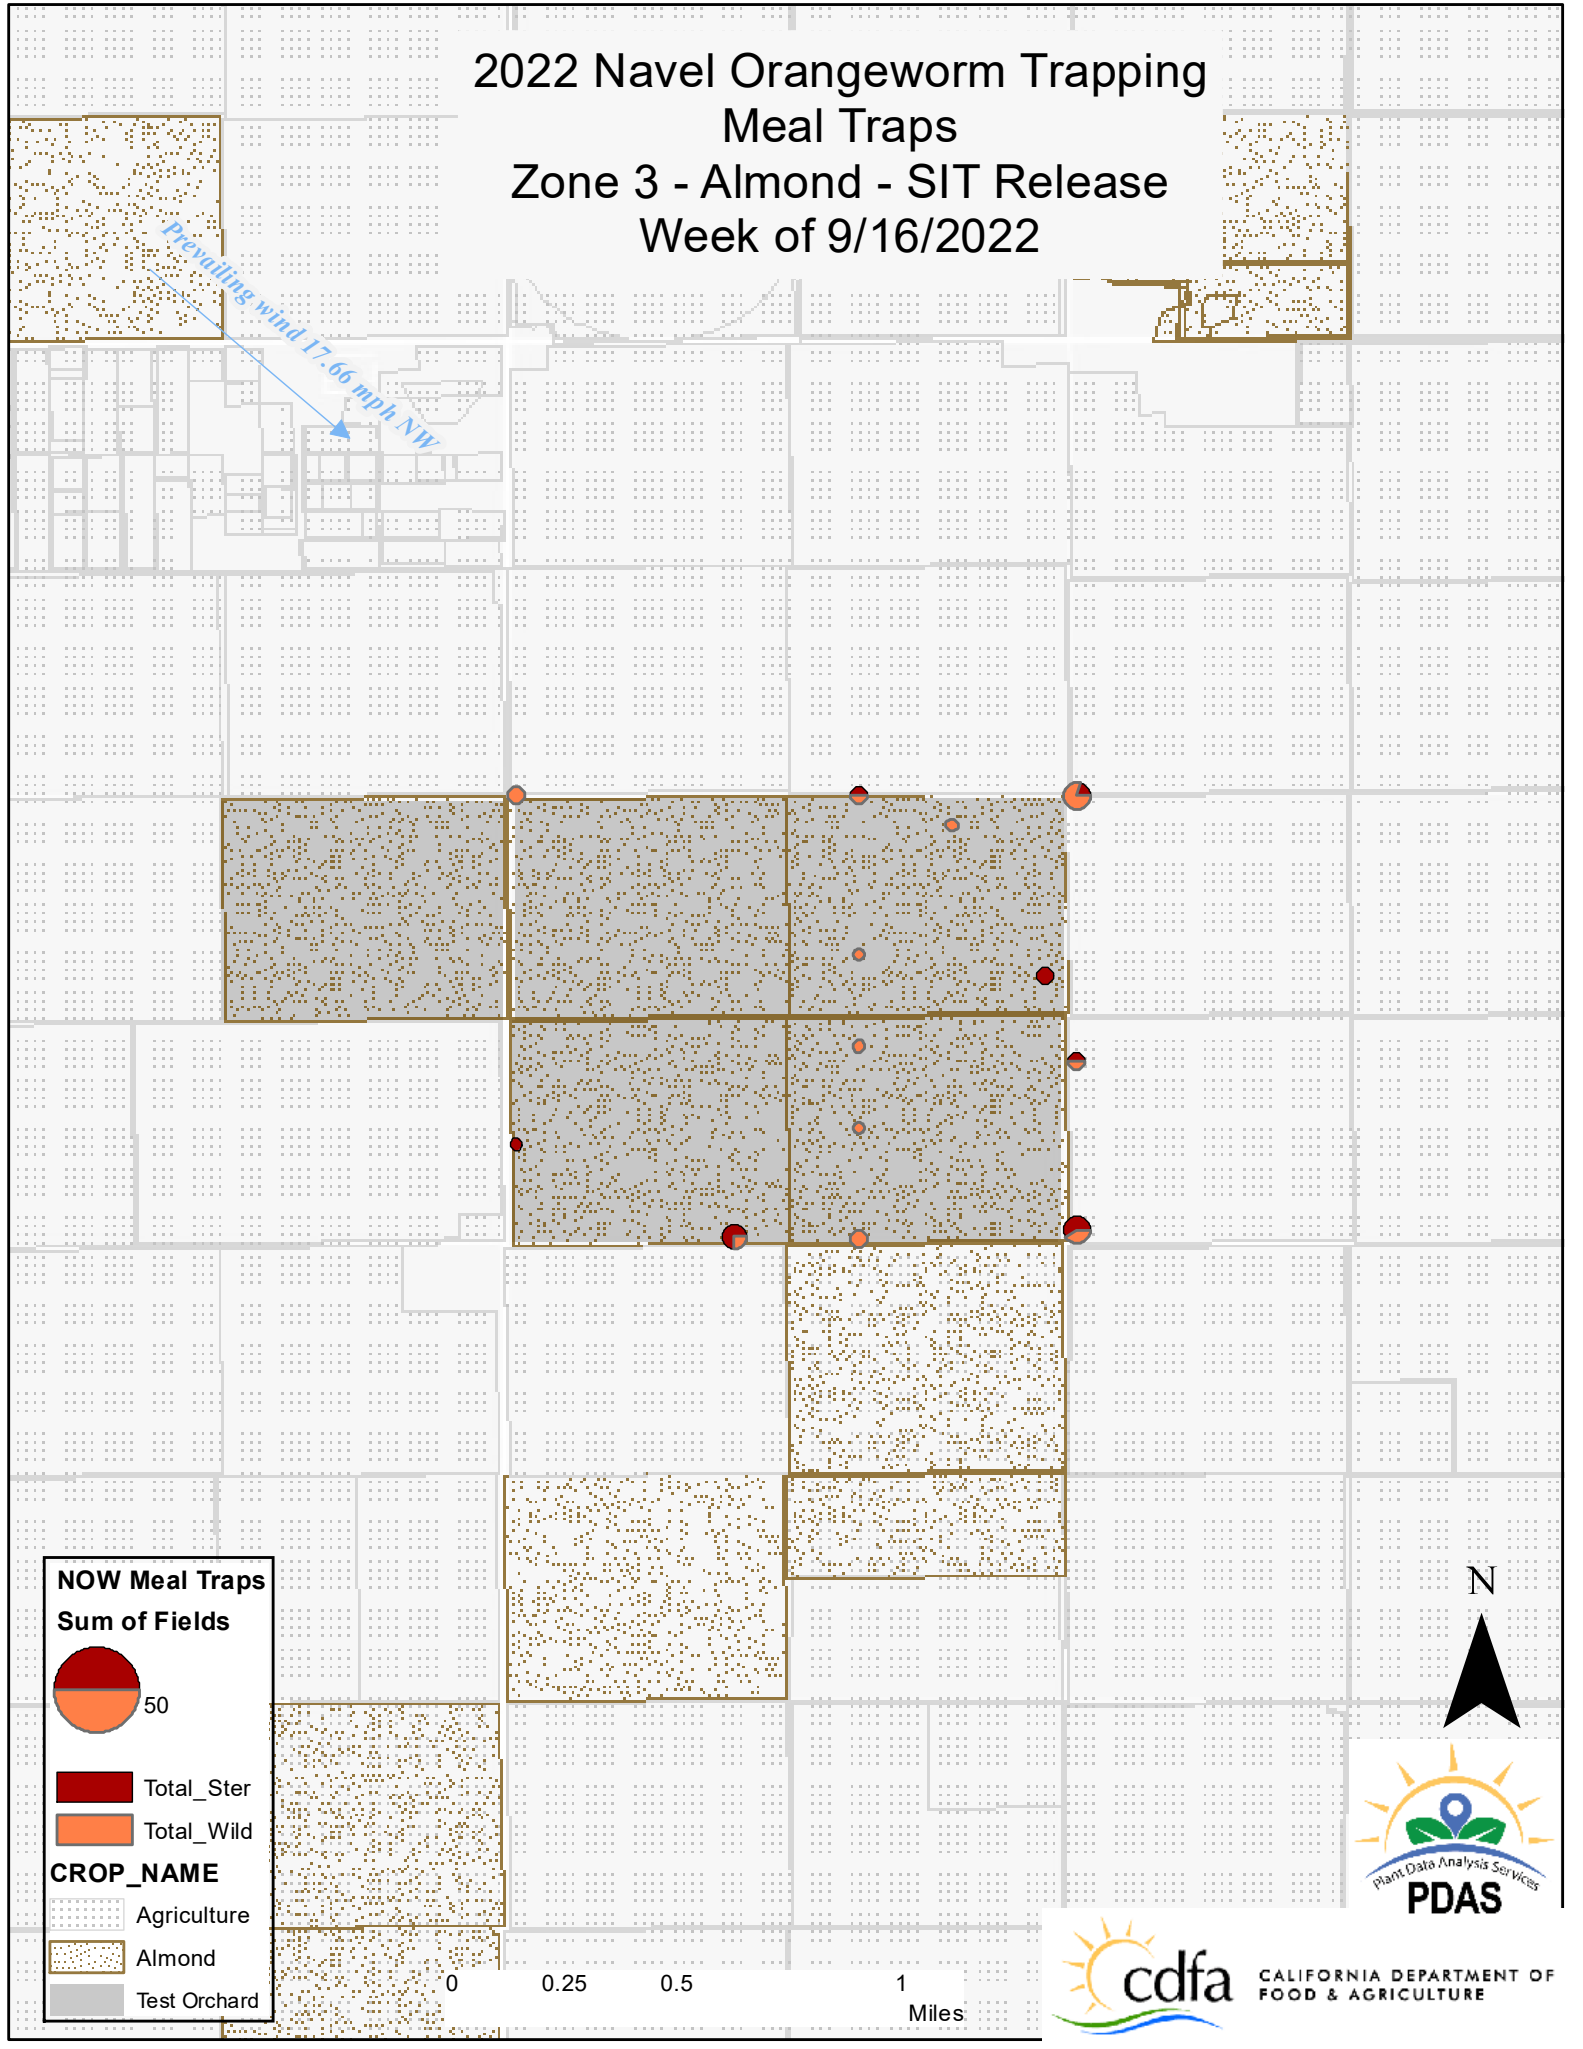 2022 Navel Orangeworm Trapping
Meal Traps
Zone 3 - Almond - SIT Release
Week of 9/16/2022
Prevailing wind 17.66 mph NW
NOW Meal Traps
Sum of Fields
50
Total_Ster
Total_Wild
CROP_NAME
Agriculture
Almond
Test Orchard
0 0.25 0.5 1
Miles
N
Plant Data Analysis Services
PDAS
cdfa
CALIFORNIA DEPARTMENT OF
FOOD & AGRICULTURE